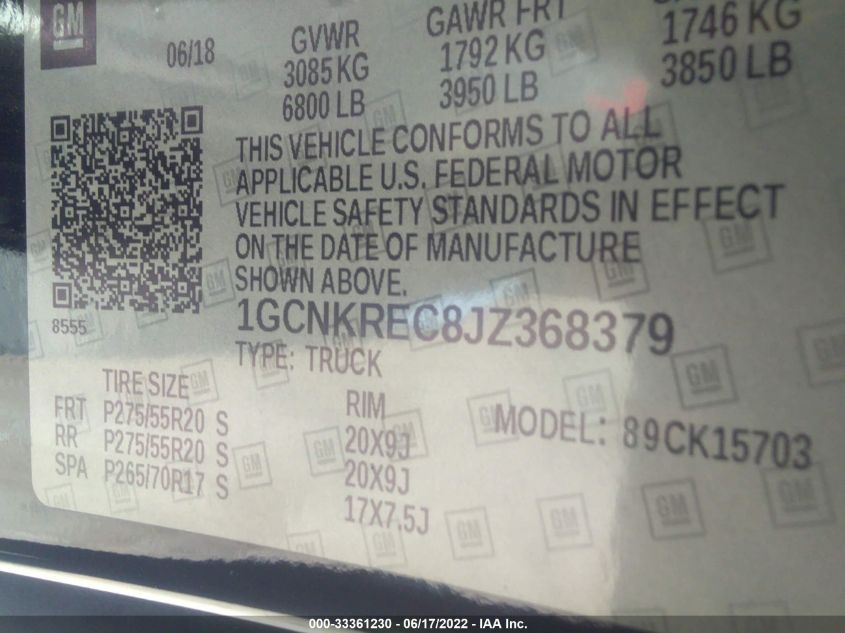 GM
06/18
GVWR
3085 KG
6800 LB
GAWR FRT
1792 KG
3950 LB
1746 KG
3850 LB
THIS VEHICLE CONFORMS TO ALL
APPLICABLE U.S. FEDERAL MOTOR
VEHICLE SAFETY STANDARDS IN EFFECT
ON THE DATE OF MANUFACTURE
SHOWN ABOVE.
8555
1GCNKREC8JZ368379
TYPE: TRUCK
TIRE SIZE RIM
FRT P275/55R20 S 20X9J
RR P275/55R20 S 20X9J
SPA P265/70R17 S 17X7.5J
MODEL: 89CK15703
000-33361230 - 06/17/2022 - IAA Inc.